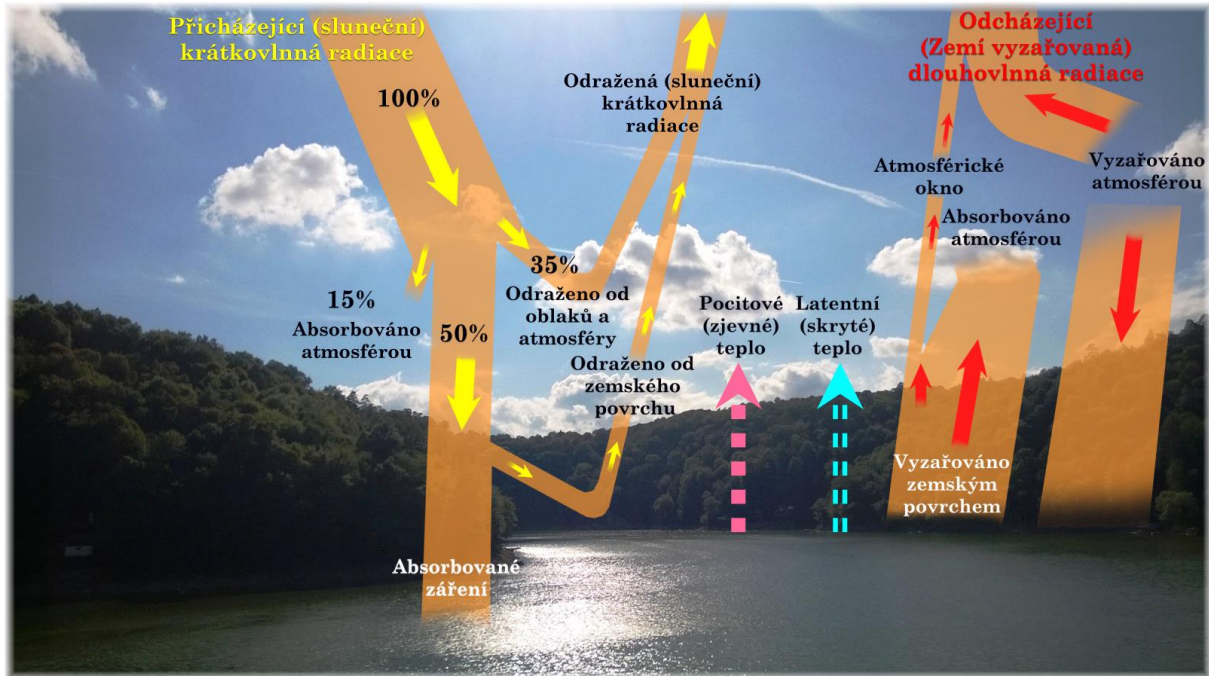 Přicházející (sluneční)
krátkovlnná radiace
100%
Odražená (sluneční)
krátkovlnná
radiace
Odcházející
(Zemí vyzařovaná)
dlouhovlnná radiace
Atmosférické
okno
Vyzařováno
atmosférou
Absorbováno
atmosférou
15%
Absorbováno
atmosférou
50%
35%
Odraženo od
oblaků a
atmosféry
Odraženo od
zemského
povrchu
Pocitové
(zjevné)
teplo
Latentní
(skryté)
teplo
Vyzařováno
zemským
povrchem
Absorbované
záření